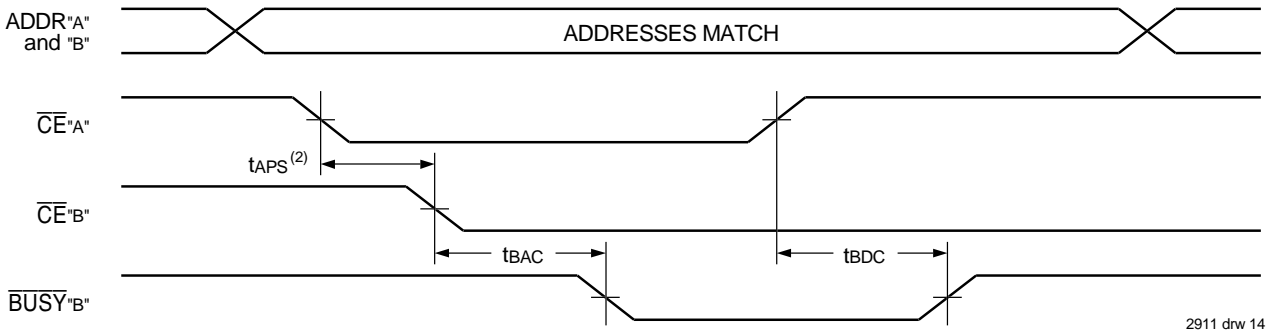 ADDR"A"
and "B"
ADDRESSES MATCH
CE"A"
tAPS(2)
CE"B"
tBAC
tBDC
BUSY"B"
2911 drw 14